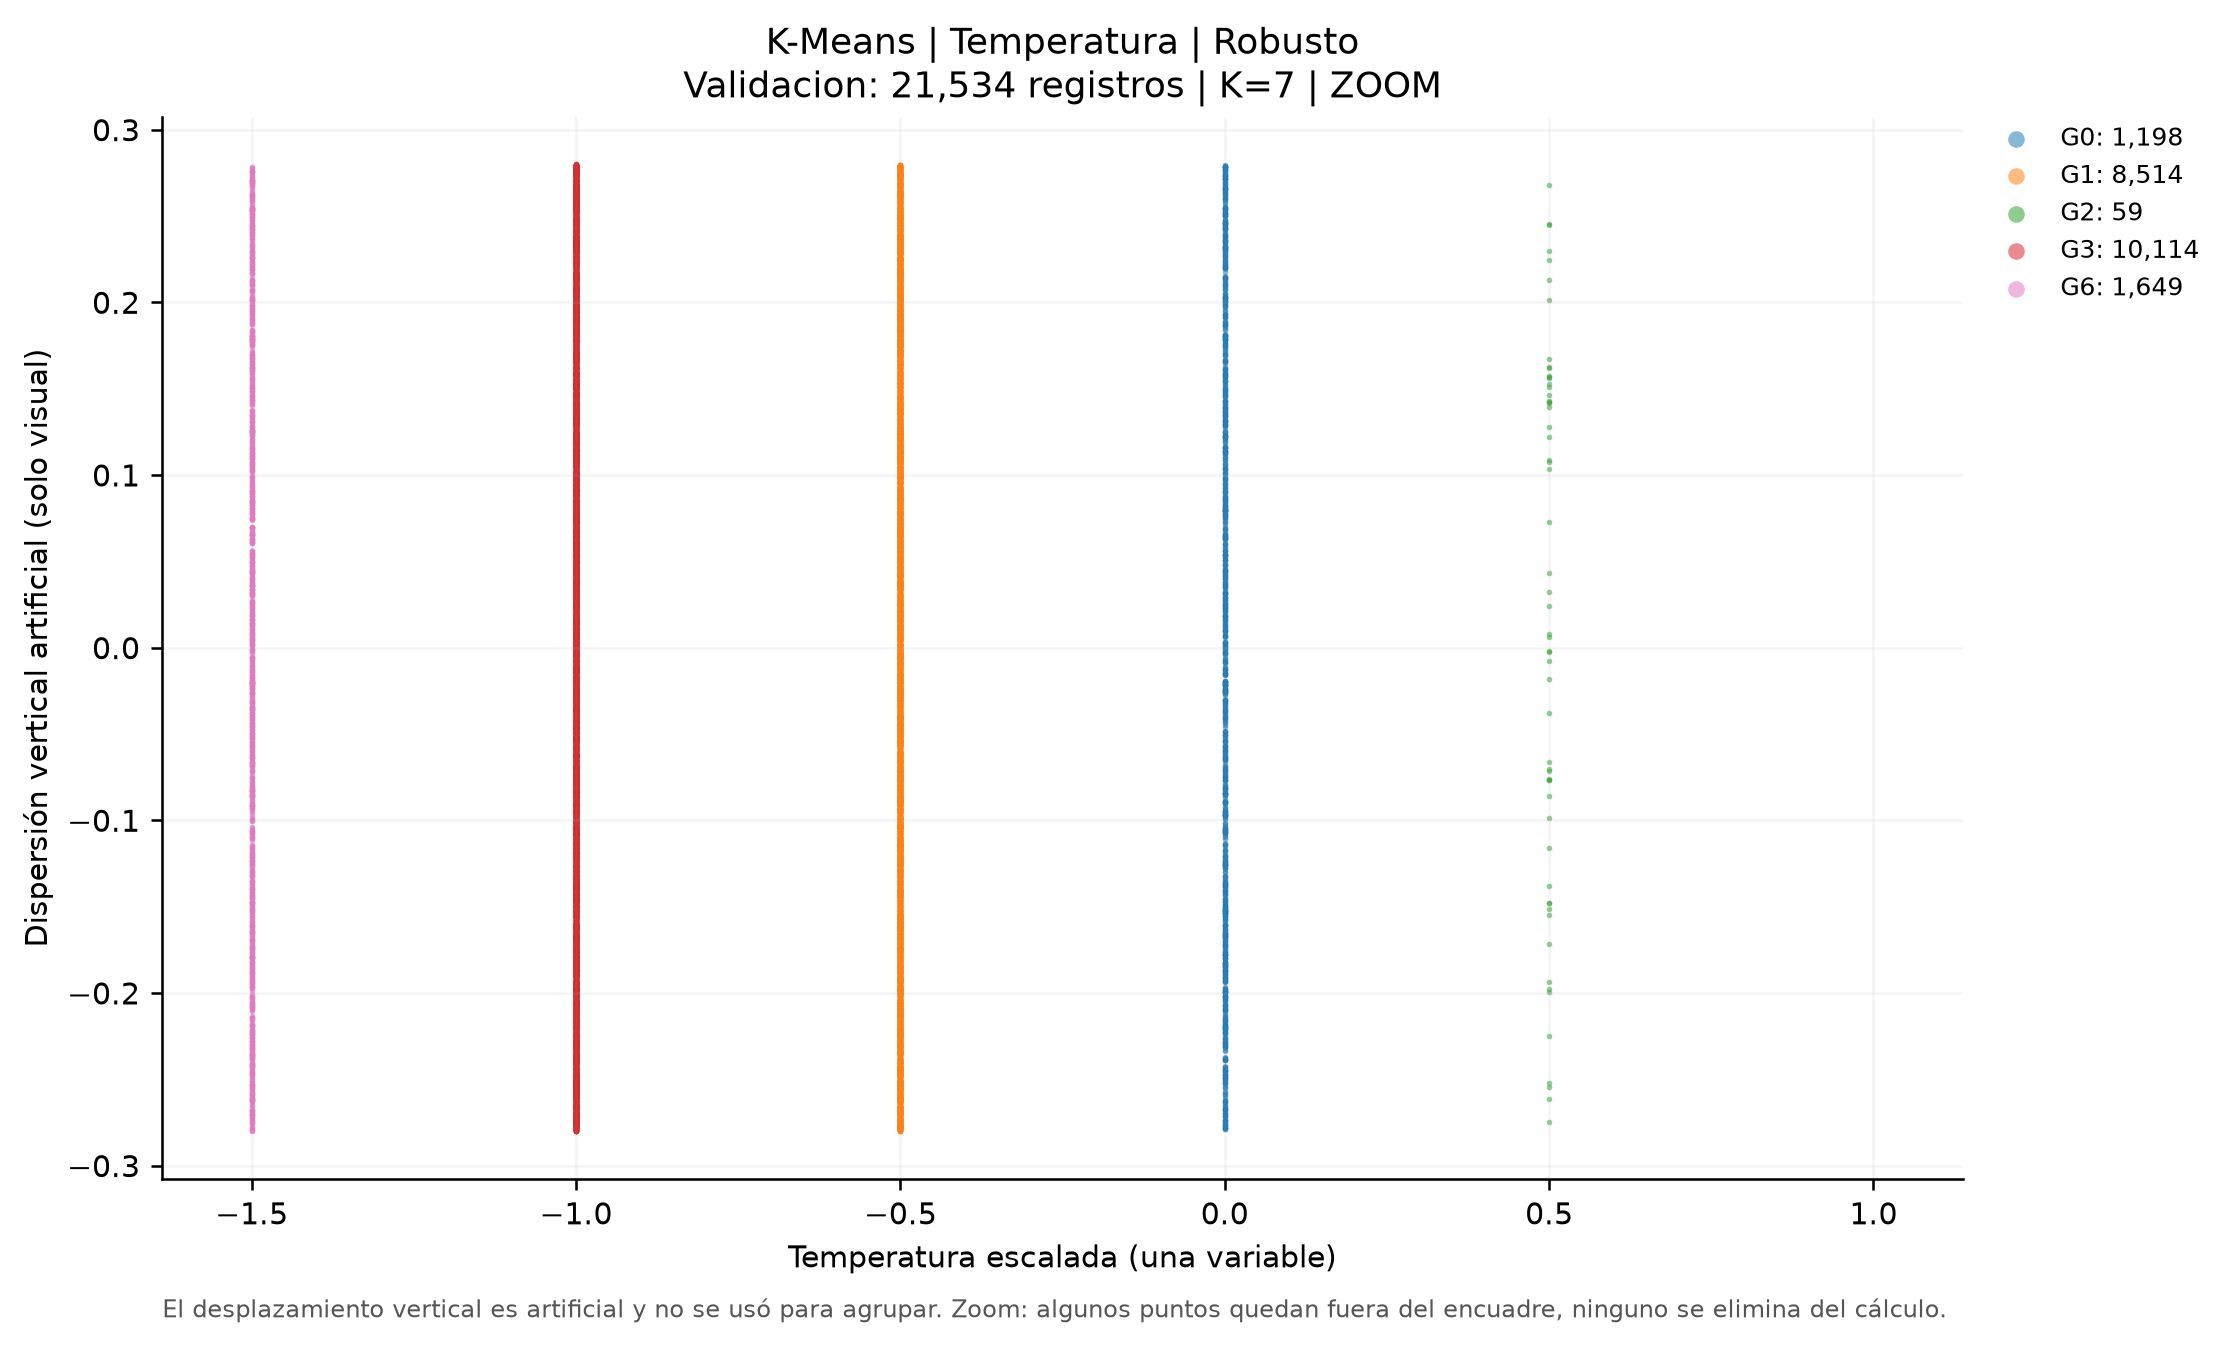 K-Means | Temperatura | Robusto
Validacion: 21,534 registros | K=7 | ZOOM
G0: 1,198
G1: 8,514
G2: 59
G3: 10,114
G6: 1,649
Dispersión vertical artificial (solo visual)
0.3
0.2
0.1
0.0
−0.1
−0.2
−0.3
−1.5
−1.0
−0.5
0.0
0.5
1.0
Temperatura escalada (una variable)
El desplazamiento vertical es artificial y no se usó para agrupar. Zoom: algunos puntos quedan fuera del encuadre, ninguno se elimina del cálculo.